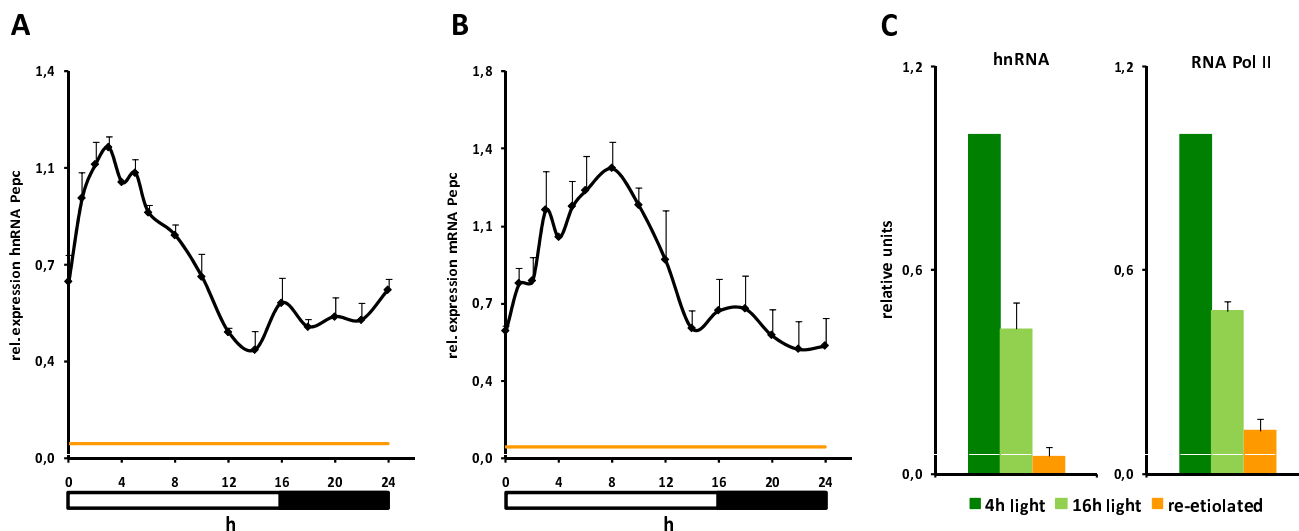 A
rel. expression hnRNA Pepc
1,4
1,1
0,7
0,4
0,0
0 4 8 12 16 20 24
h
B
rel. expression mRNA Pepc
1,8
1,4
1,1
0,7
0,4
0,0
0 4 8 12 16 20 24
h
C
hnRNA
relative units
1,2
0,6
0,0
RNA Pol II
1,2
0,6
0,0
4h light 16h light re-etiolated